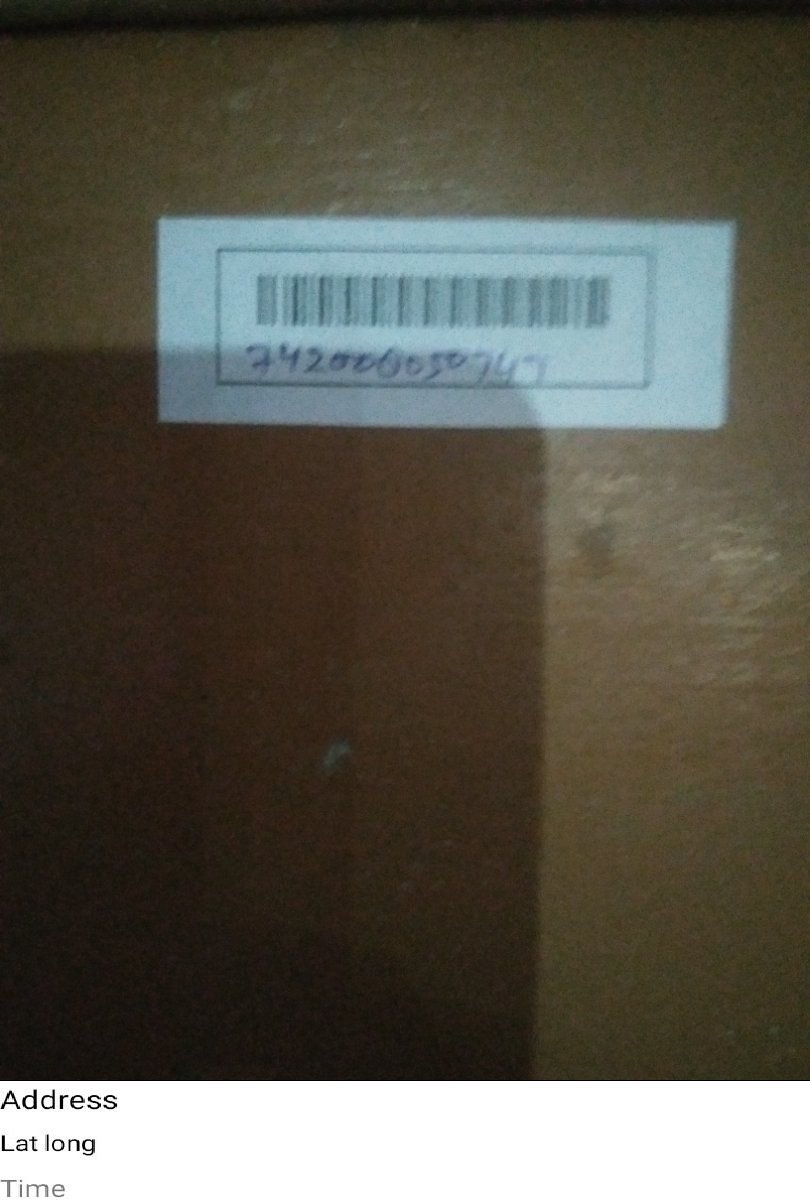 742000050747
Address
Lat long
Time